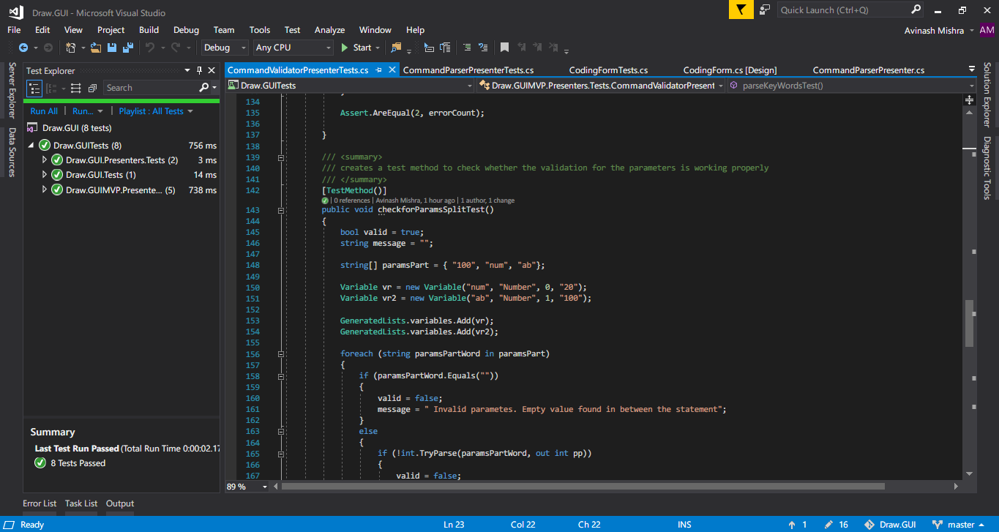 Draw.GUI - Microsoft Visual Studio
Quick Launch (Ctrl+Q)
File Edit View Project Build Debug Team Tools Test Analyze Window Help
Avinash Mishra AM
Debug Any CPU Start
Server Explorer
Data Sources
Test Explorer
Search
Run All | Run... | Playlist : All Tests
Draw.GUI (8 tests)
Draw.GUITests (8) 756 ms
Draw.GUI.Presenters.Tests (2) 3 ms
Draw.GUI.Tests (1) 14 ms
Draw.GUIMVP.Presente... (5) 738 ms
Summary
Last Test Run Passed (Total Run Time 0:00:02.17
8 Tests Passed
CommandValidatorPresenterTests.cs CommandParserPresenterTests.cs CodingFormTests.cs CodingForm.cs [Design] CommandParserPresenter.cs
Draw.GUITests Draw.GUIMVP.Presenters.Tests.CommandValidatorPresent parseKeyWordsTest()
134 }
135 Assert.AreEqual(2, errorCount);
136
137 }
138
139 /// <summary>
140 /// creates a test method to check whether the validation for the parameters is working properly
141 /// </summary>
142 [TestMethod()]
| 0 references | Avinash Mishra, 1 hour ago | 1 author, 1 change
143 public void checkforParamsSplitTest()
144 {
145 bool valid = true;
146 string message = "";
147
148 string[] paramsPart = { "100", "num", "ab"};
149
150 Variable vr = new Variable("num", "Number", 0, "20");
151 Variable vr2 = new Variable("ab", "Number", 1, "100");
152
153 GeneratedLists.variables.Add(vr);
154 GeneratedLists.variables.Add(vr2);
155
156 foreach (string paramsPartWord in paramsPart)
157 {
158 if (paramsPartWord.Equals(""))
159 {
160 valid = false;
161 message = " Invalid parametes. Empty value found in between the statement";
162 }
163 else
164 {
165 if (!int.TryParse(paramsPartWord, out int pp))
166 {
167 valid = false;
89 %
Solution Explorer
Diagnostic Tools
Error List Task List Output
Ready Ln 23 Col 22 Ch 22 INS 1 16 Draw.GUI master